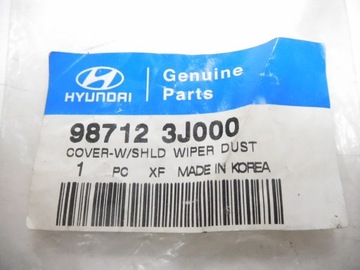 HYUNDAI
Genuine
Parts
98712 3J000
COVER-W/SHLD WIPER DUST
1 PC XF MADE IN KOREA